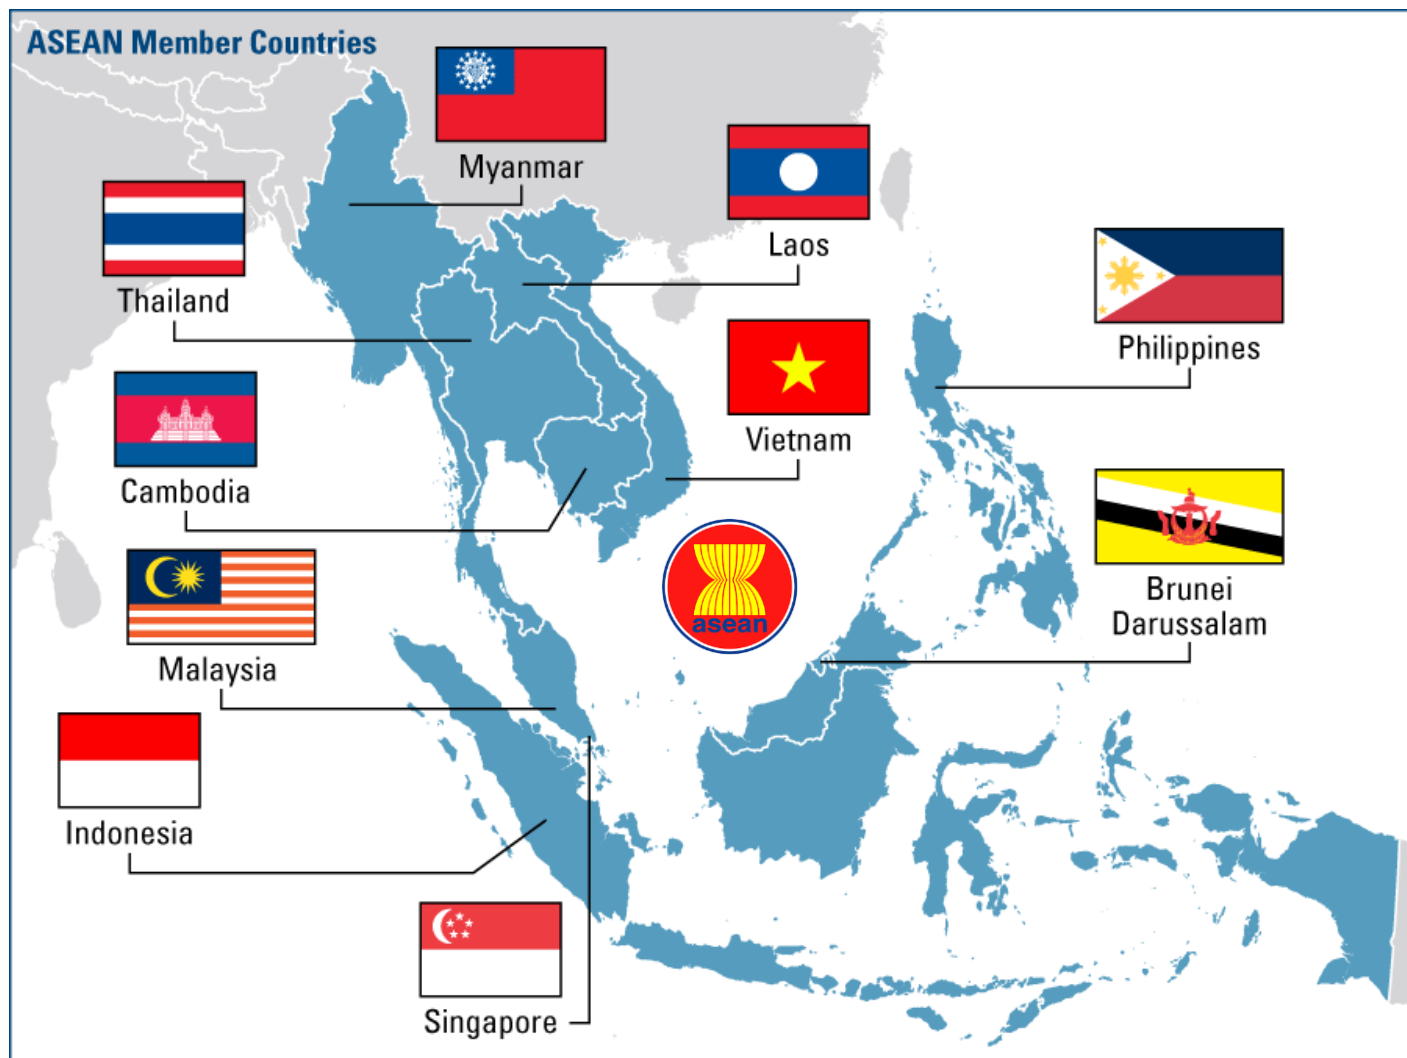 ASEAN Member Countries
Myanmar
Laos
Thailand
Philippines
Vietnam
Cambodia
Brunei
Darussalam
asean
Malaysia
Indonesia
Singapore